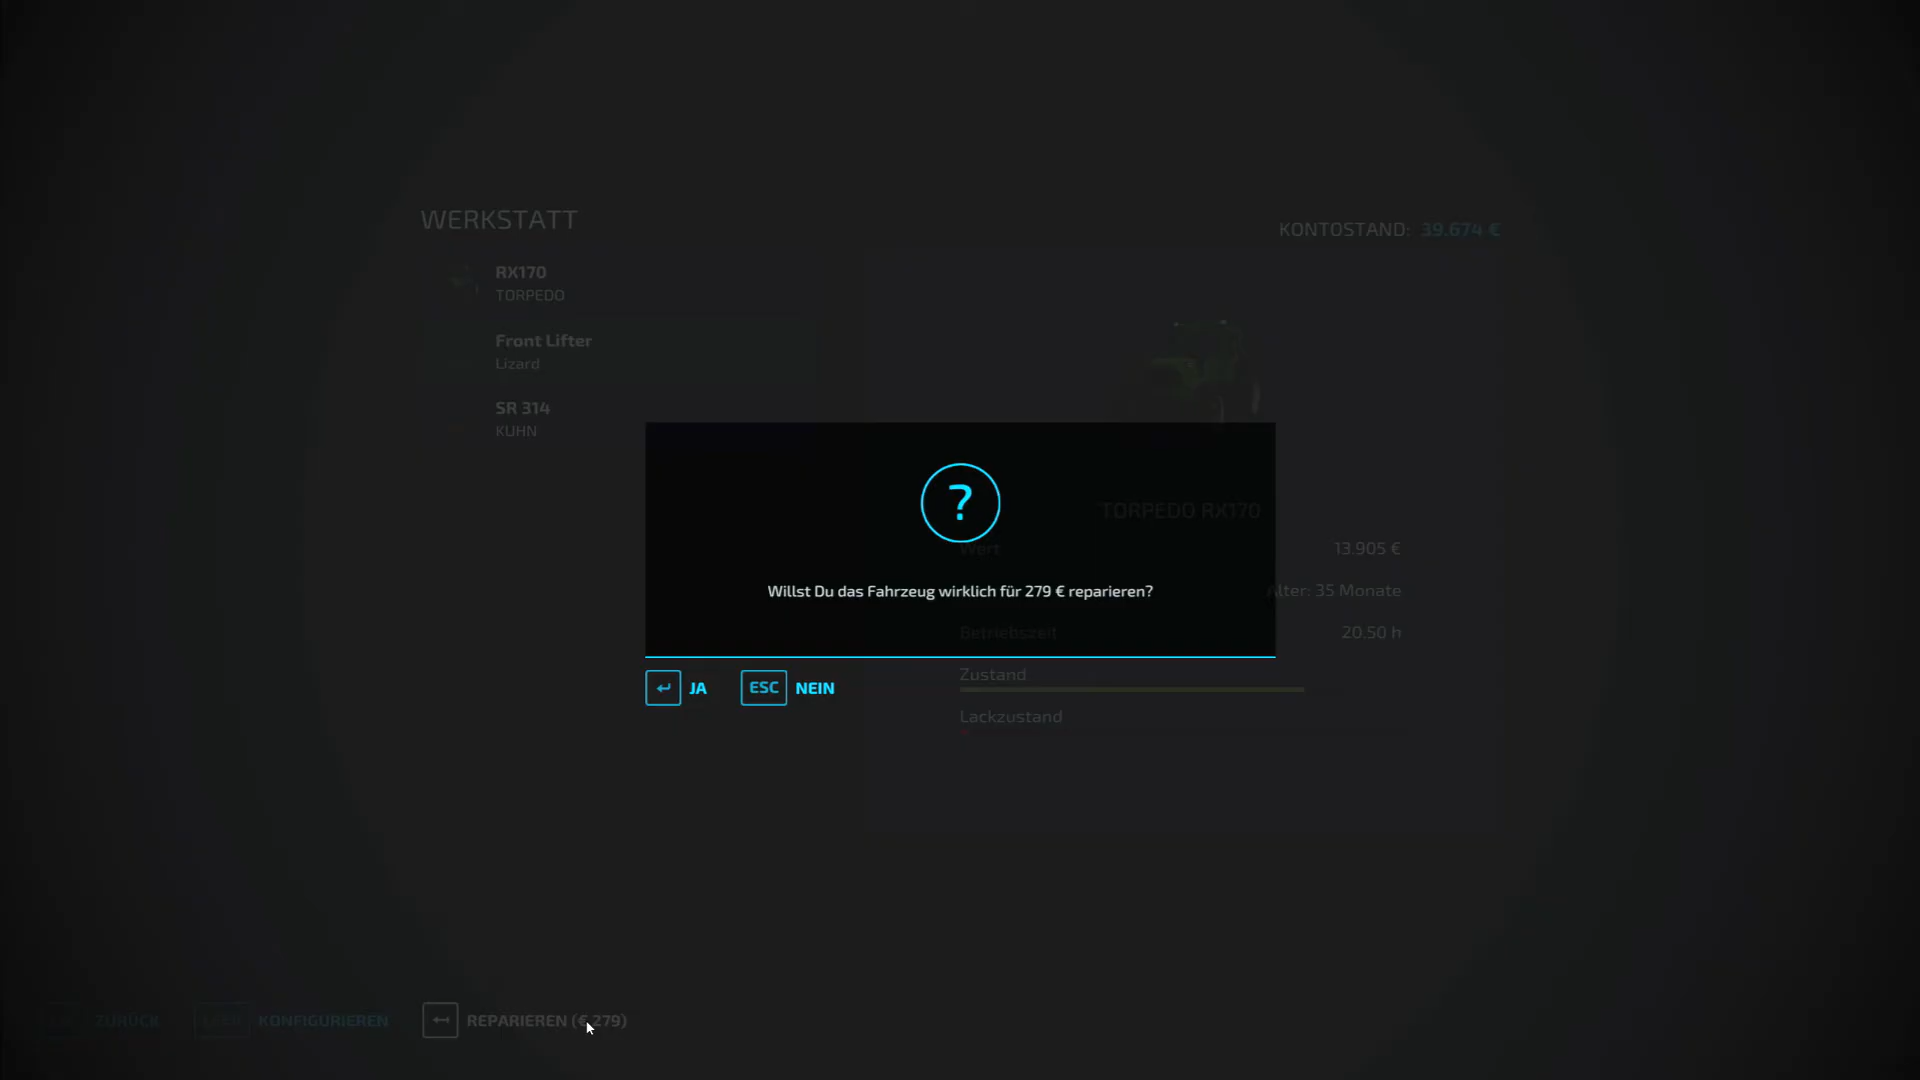 WERKSTATT
KONTOSTAND: 39.674 €
RX170
TORPEDO
Front Lifter
Lizard
SR 314
KUHN
?
TORPEDO RX170
Wert 13.905 €
Willst Du das Fahrzeug wirklich für 279 € reparieren?
Alter: 35 Monate
Betriebszeit 20.50 h
Zustand
JA ESC NEIN
Lackzustand
ZURÜCK KONFIGURIEREN REPARIEREN (€ 279)